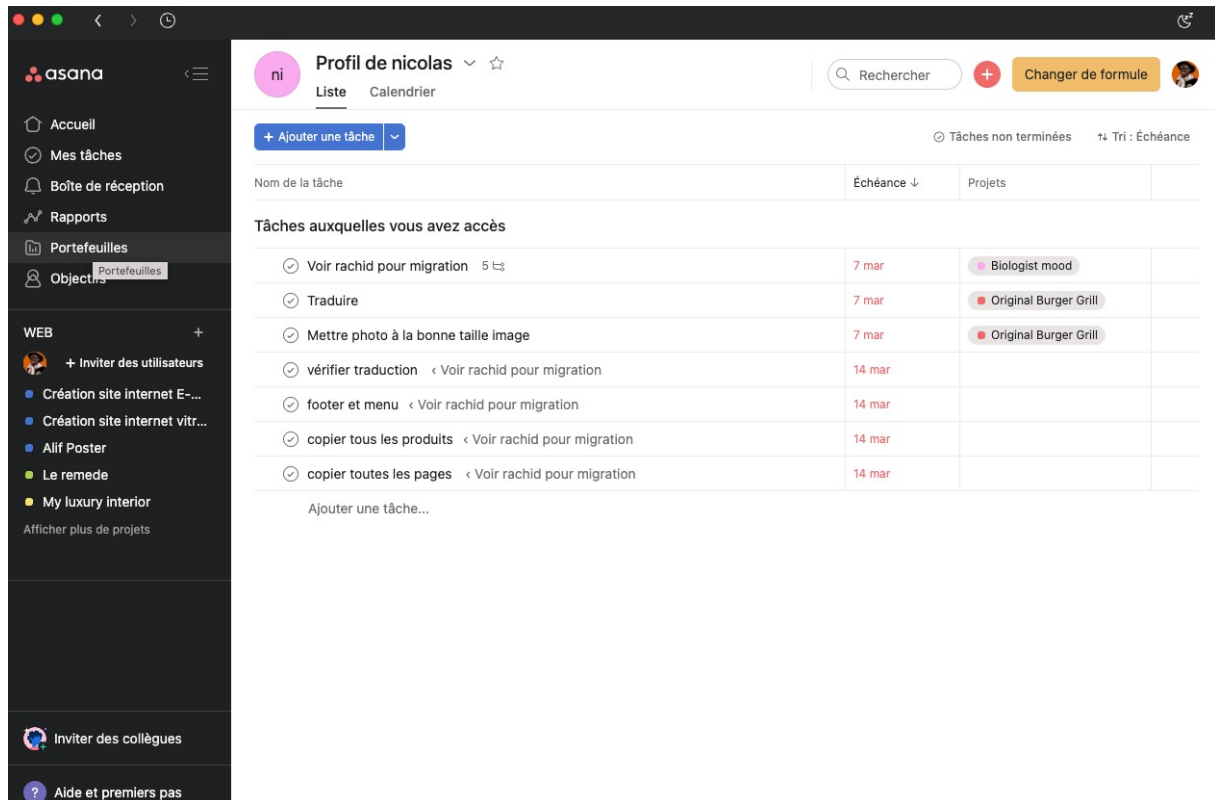 asana
Accueil
Mes tâches
Boîte de réception
Rapports
Portefeuilles
Portefeuilles
WEB
+ Inviter des utilisateurs
Création site internet E-...
Création site internet vitr...
Alif Poster
Le remede
My luxury interior
Afficher plus de projets
Inviter des collègues
? Aide et premiers pas
ni
Profil de nicolas
Liste Calendrier
Rechercher
+
Changer de formule
+ Ajouter une tâche
Tâches non terminées
Tri : Échéance
Nom de la tâche Échéance ↓ Projets
Tâches auxquelles vous avez accès
Voir rachid pour migration 5 7 mar Biologist mood
Traduire 7 mar Original Burger Grill
Mettre photo à la bonne taille image 7 mar Original Burger Grill
vérifier traduction ‹ Voir rachid pour migration 14 mar
footer et menu ‹ Voir rachid pour migration 14 mar
copier tous les produits ‹ Voir rachid pour migration 14 mar
copier toutes les pages ‹ Voir rachid pour migration 14 mar
Ajouter une tâche...